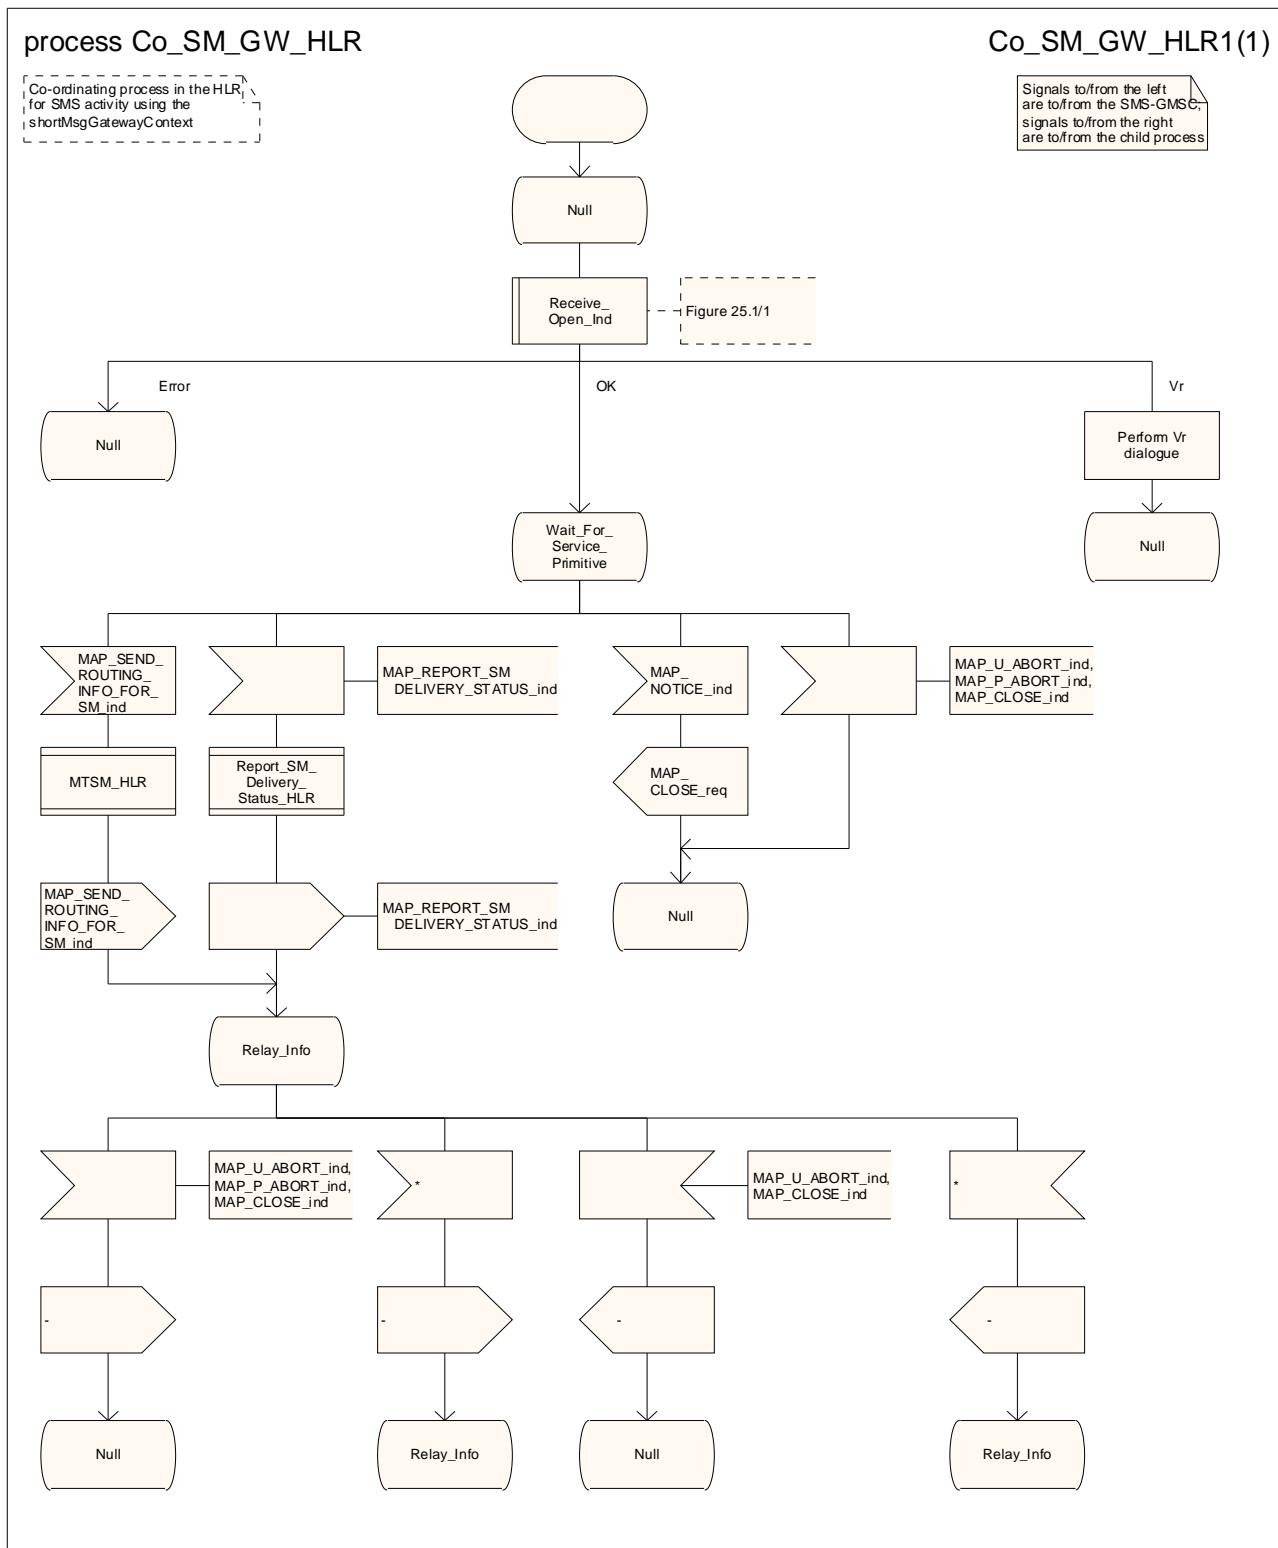 process Co_SM_GW_HLR
Co_SM_GW_HLR1(1)
Co-ordinating process in the HLR
for SMS activity using the
shortMsgGatewayContext
Signals to/from the left
are to/from the SMS-GMSC;
signals to/from the right
are to/from the child process
Null
Receive_
Open_Ind
Figure 25.1/1
Error
OK
Vr
Null
Perform Vr
dialogue
Wait_For_
Service_
Primitive
Null
MAP_SEND_
ROUTING_
INFO_FOR_
SM_ind
MAP_REPORT_SM
DELIVERY_STATUS_ind
MAP_
NOTICE_ind
MAP_U_ABORT_ind,
MAP_P_ABORT_ind,
MAP_CLOSE_ind
MTSM_HLR
Report_SM_
Delivery_
Status_HLR
MAP_
CLOSE_req
MAP_SEND_
ROUTING_
INFO_FOR_
SM_ind
MAP_REPORT_SM
DELIVERY_STATUS_ind
Null
Relay_Info
MAP_U_ABORT_ind,
MAP_P_ABORT_ind,
MAP_CLOSE_ind
*
MAP_U_ABORT_ind,
MAP_CLOSE_ind
*
-
-
-
-
Null
Relay_Info
Null
Relay_Info